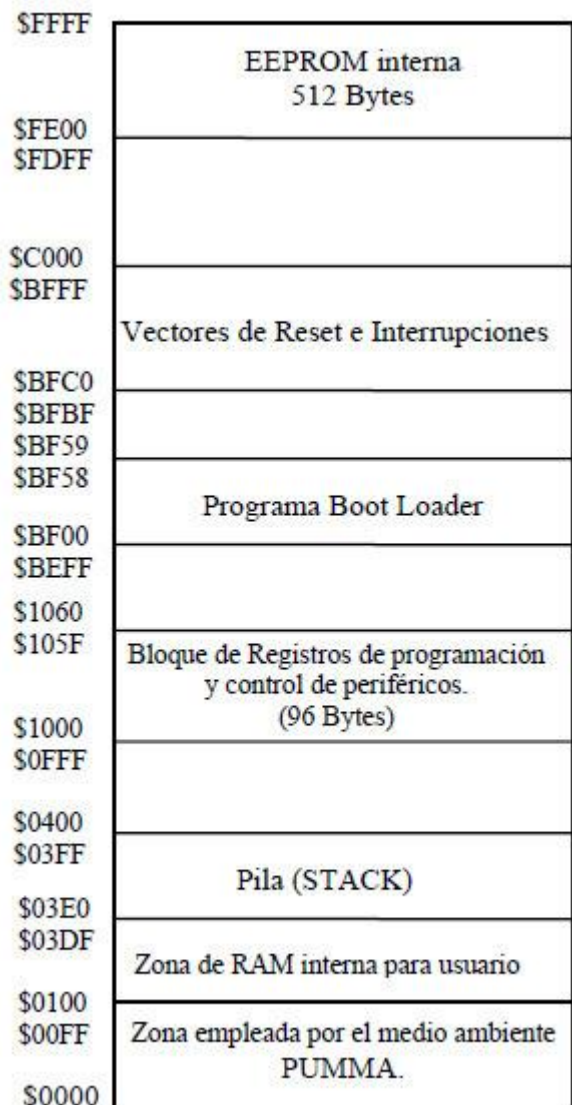 $FFFF
EEPROM interna
512 Bytes
$FE00
$FDFF
$C000
$BFFF
Vectores de Reset e Interrupciones
$BFC0
$BFBF
$BF59
$BF58
Programa Boot Loader
$BF00
$BEFF
$1060
$105F
Bloque de Registros de programación
y control de periféricos.
(96 Bytes)
$1000
$0FFF
$0400
$03FF
Pila (STACK)
$03E0
$03DF
Zona de RAM interna para usuario
$0100
$00FF
Zona empleada por el medio ambiente
PUMMA.
$0000